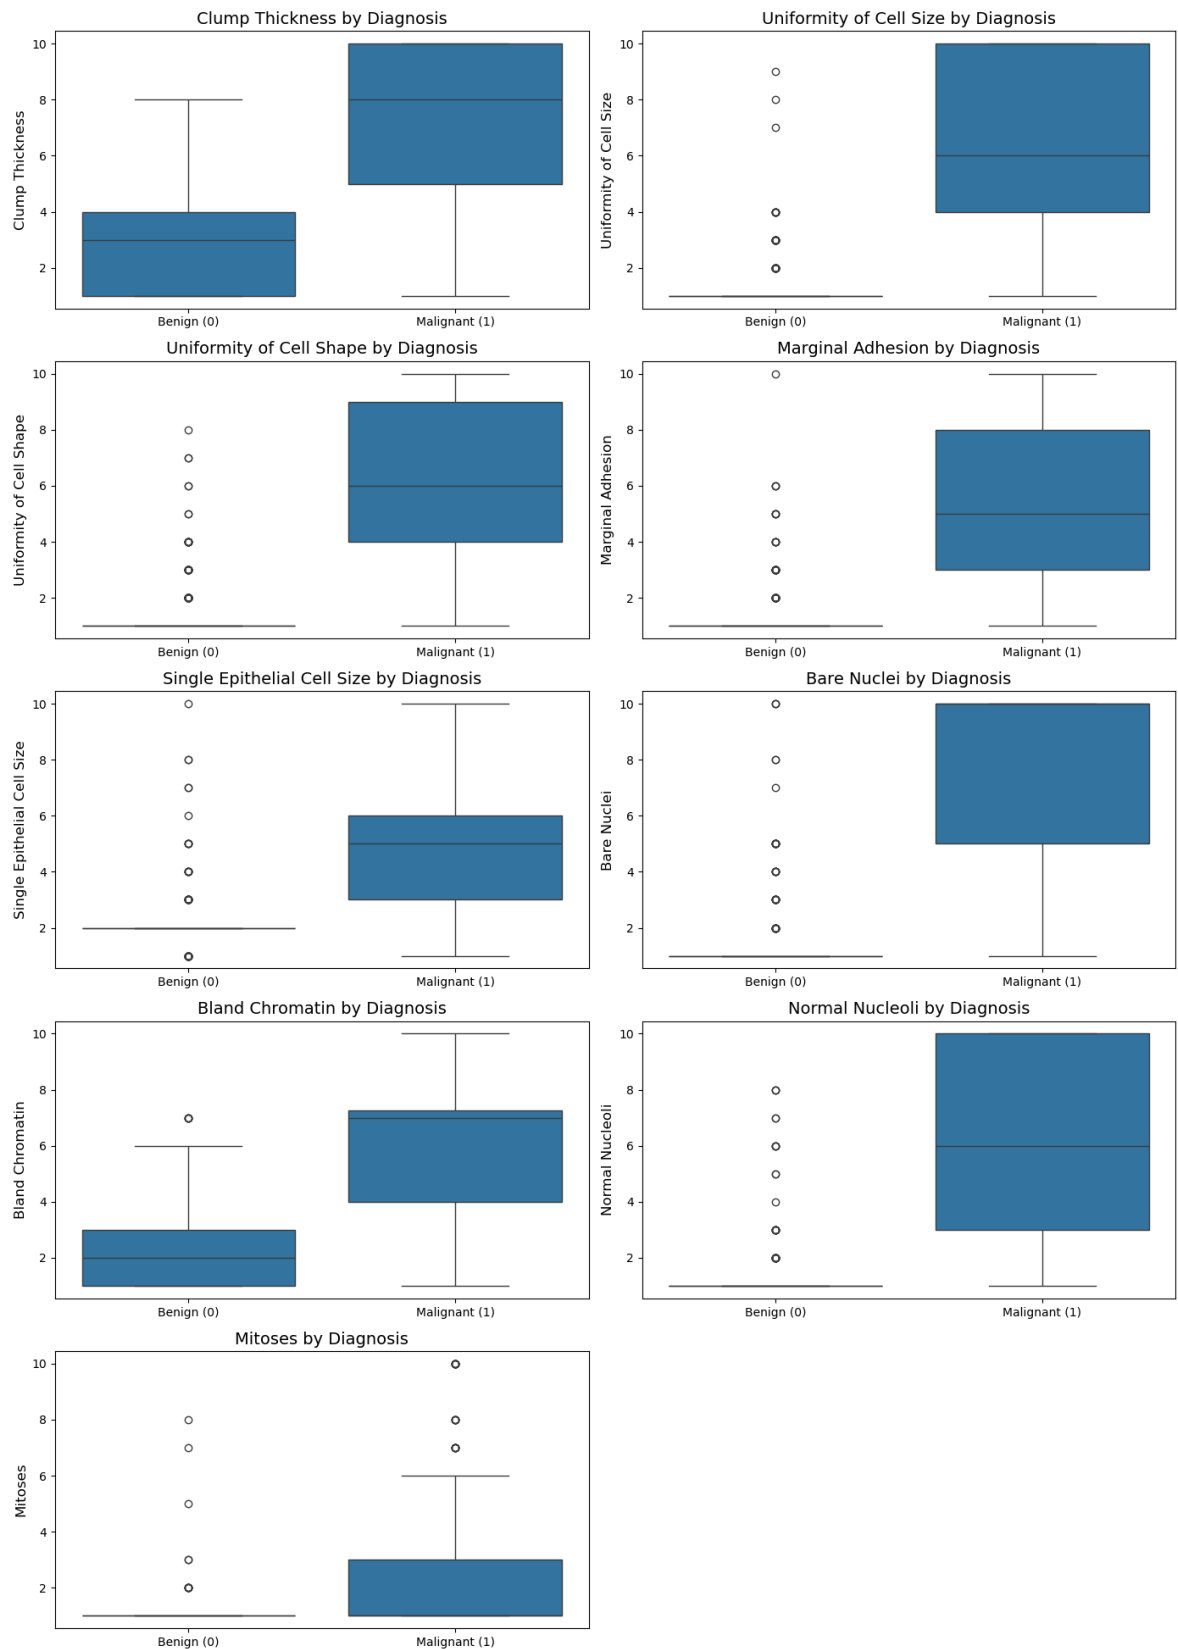 Clump Thickness by Diagnosis
Clump Thickness
10
8
6
4
2
Benign (0) Malignant (1)
Uniformity of Cell Size by Diagnosis
Uniformity of Cell Size
10
8
6
4
2
Benign (0) Malignant (1)
Uniformity of Cell Shape by Diagnosis
Uniformity of Cell Shape
10
8
6
4
2
Benign (0) Malignant (1)
Marginal Adhesion by Diagnosis
Marginal Adhesion
10
8
6
4
2
Benign (0) Malignant (1)
Single Epithelial Cell Size by Diagnosis
Single Epithelial Cell Size
10
8
6
4
2
Benign (0) Malignant (1)
Bare Nuclei by Diagnosis
Bare Nuclei
10
8
6
4
2
Benign (0) Malignant (1)
Bland Chromatin by Diagnosis
Bland Chromatin
10
8
6
4
2
Benign (0) Malignant (1)
Normal Nucleoli by Diagnosis
Normal Nucleoli
10
8
6
4
2
Benign (0) Malignant (1)
Mitoses by Diagnosis
Mitoses
10
8
6
4
2
Benign (0) Malignant (1)